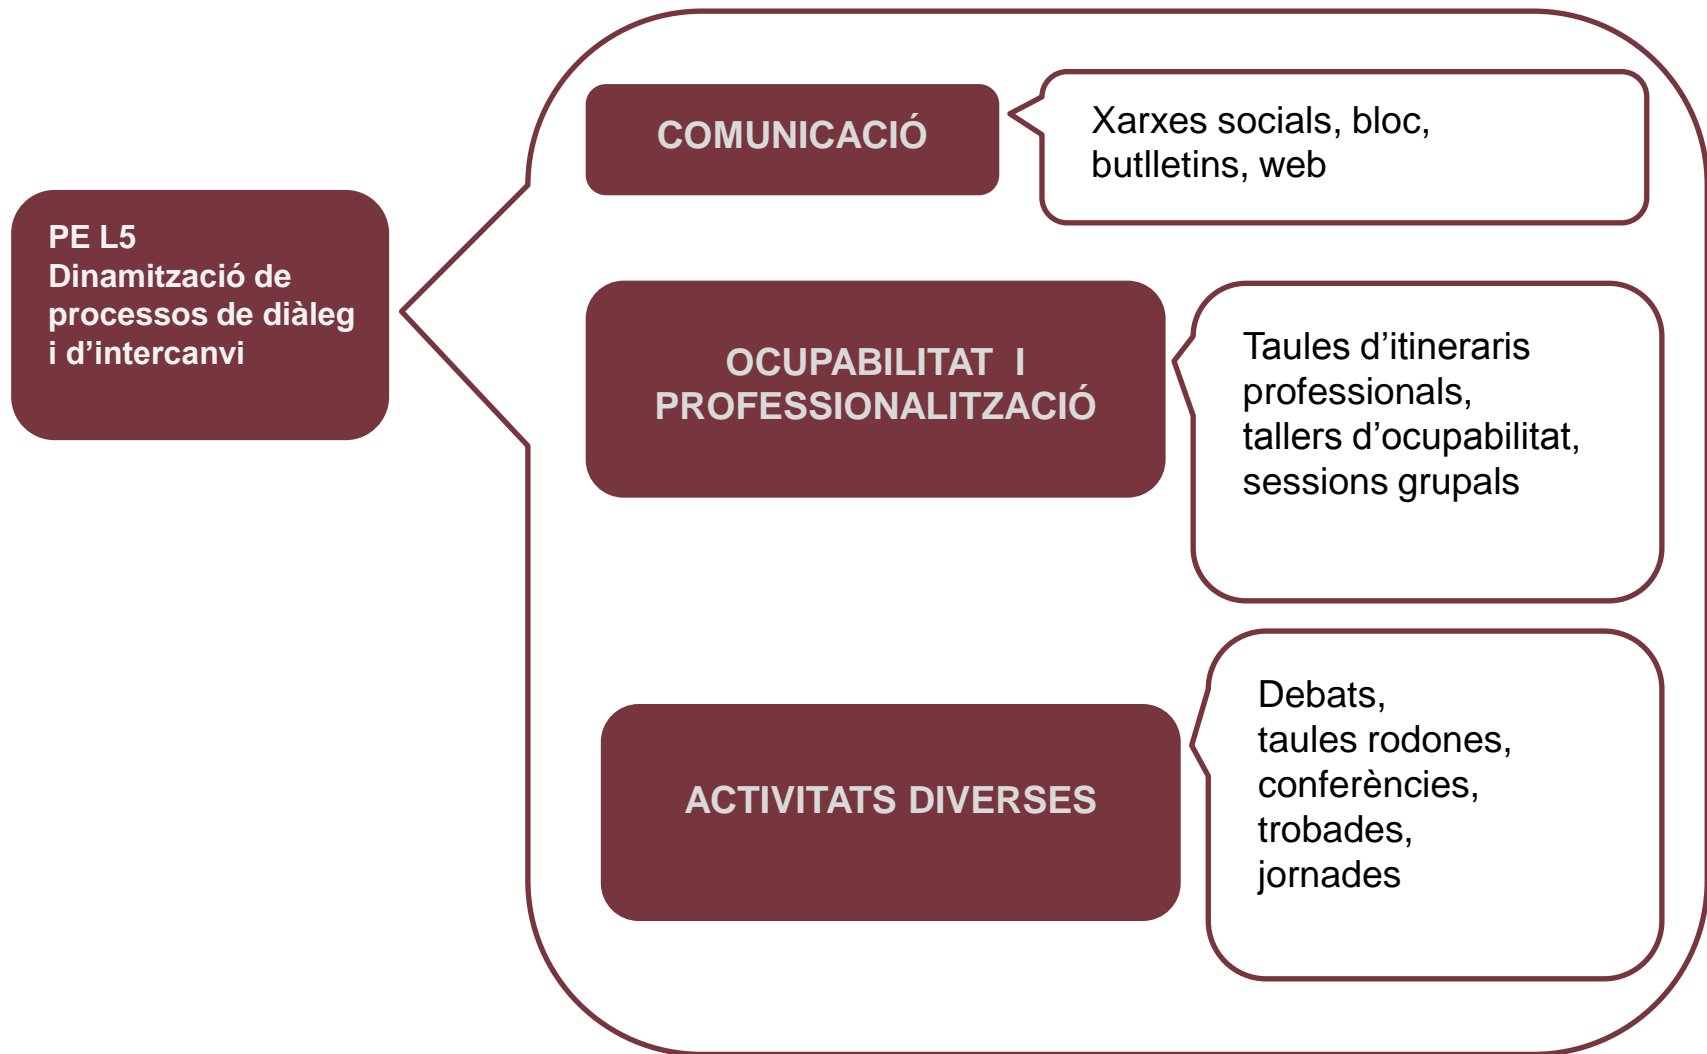 PE L5
Dinamització de
processos de diàleg
i d’intercanvi
COMUNICACIÓ
Xarxes socials, bloc,
butlletins, web
OCUPABILITAT I
PROFESSIONALITZACIÓ
Taules d’itineraris
professionals,
tallers d’ocupabilitat,
sessions grupals
ACTIVITATS DIVERSES
Debats,
taules rodones,
conferències,
trobades,
jornades